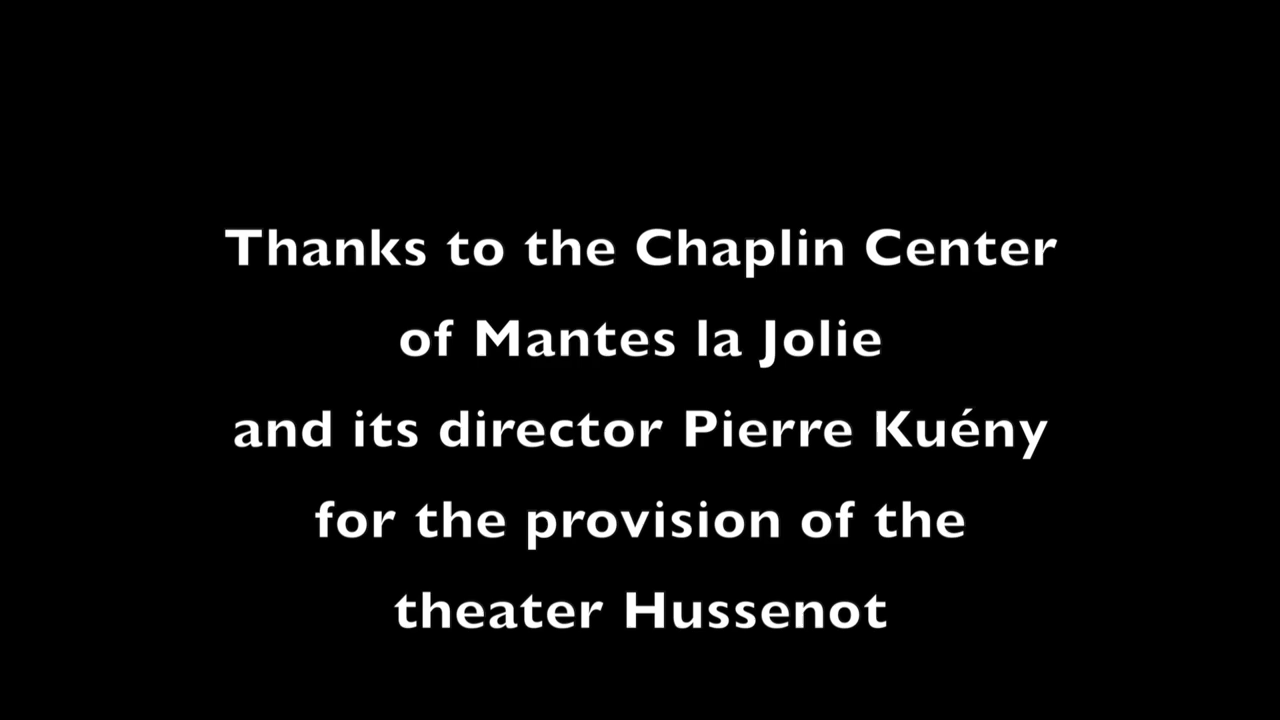 Thanks to the Chaplin Center
of Mantes la Jolie
and its director Pierre Kuény
for the provision of the
theater Hussenot